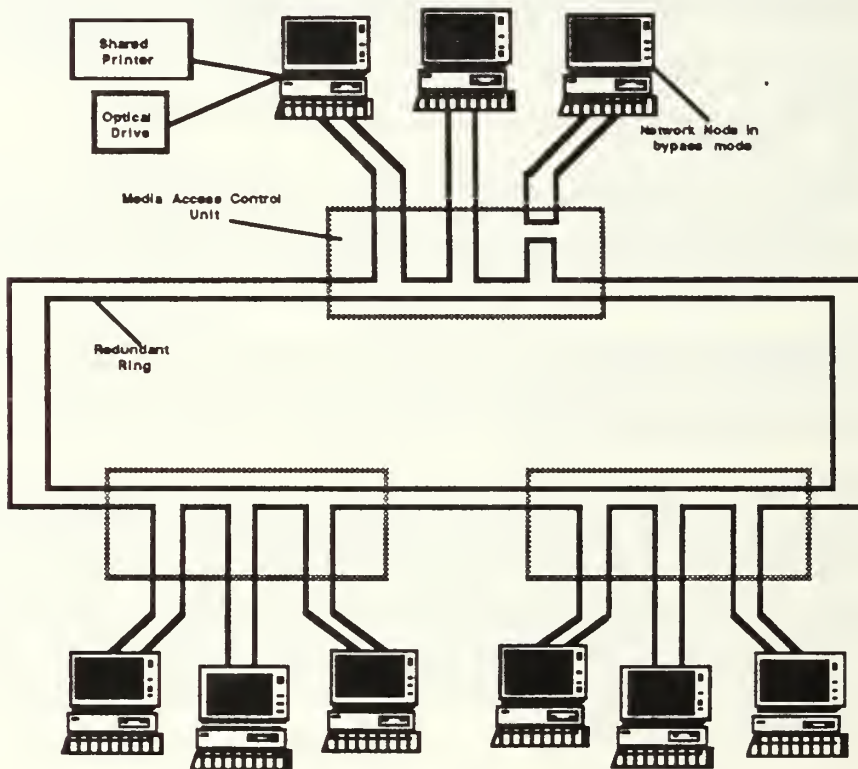 Shared
Printer
Optical
Drive
Network Node in
bypass mode
Media Access Control
Unit
Redundant
Ring